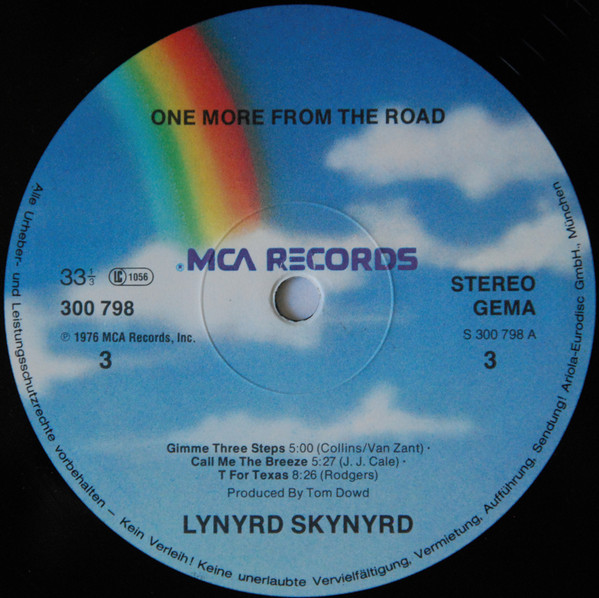 ONE MORE FROM THE ROAD
® MCA RECORDS
33 1/3 LC 1056
300 798
℗ 1976 MCA Records, Inc.
3
STEREO
GEMA
S 300 798 A
3
Gimme Three Steps 5:00 (Collins/Van Zant) ·
Call Me The Breeze 5:27 (J. J. Cale) ·
T For Texas 8:26 (Rodgers)
Produced By Tom Dowd
LYNYRD SKYNYRD
Alle Urheber- und Leistungsschutzrechte vorbehalten – Kein Verleih! Keine unerlaubte Vervielfältigung, Vermietung, Aufführung, Sendung! Ariola-Eurodisc GmbH., München